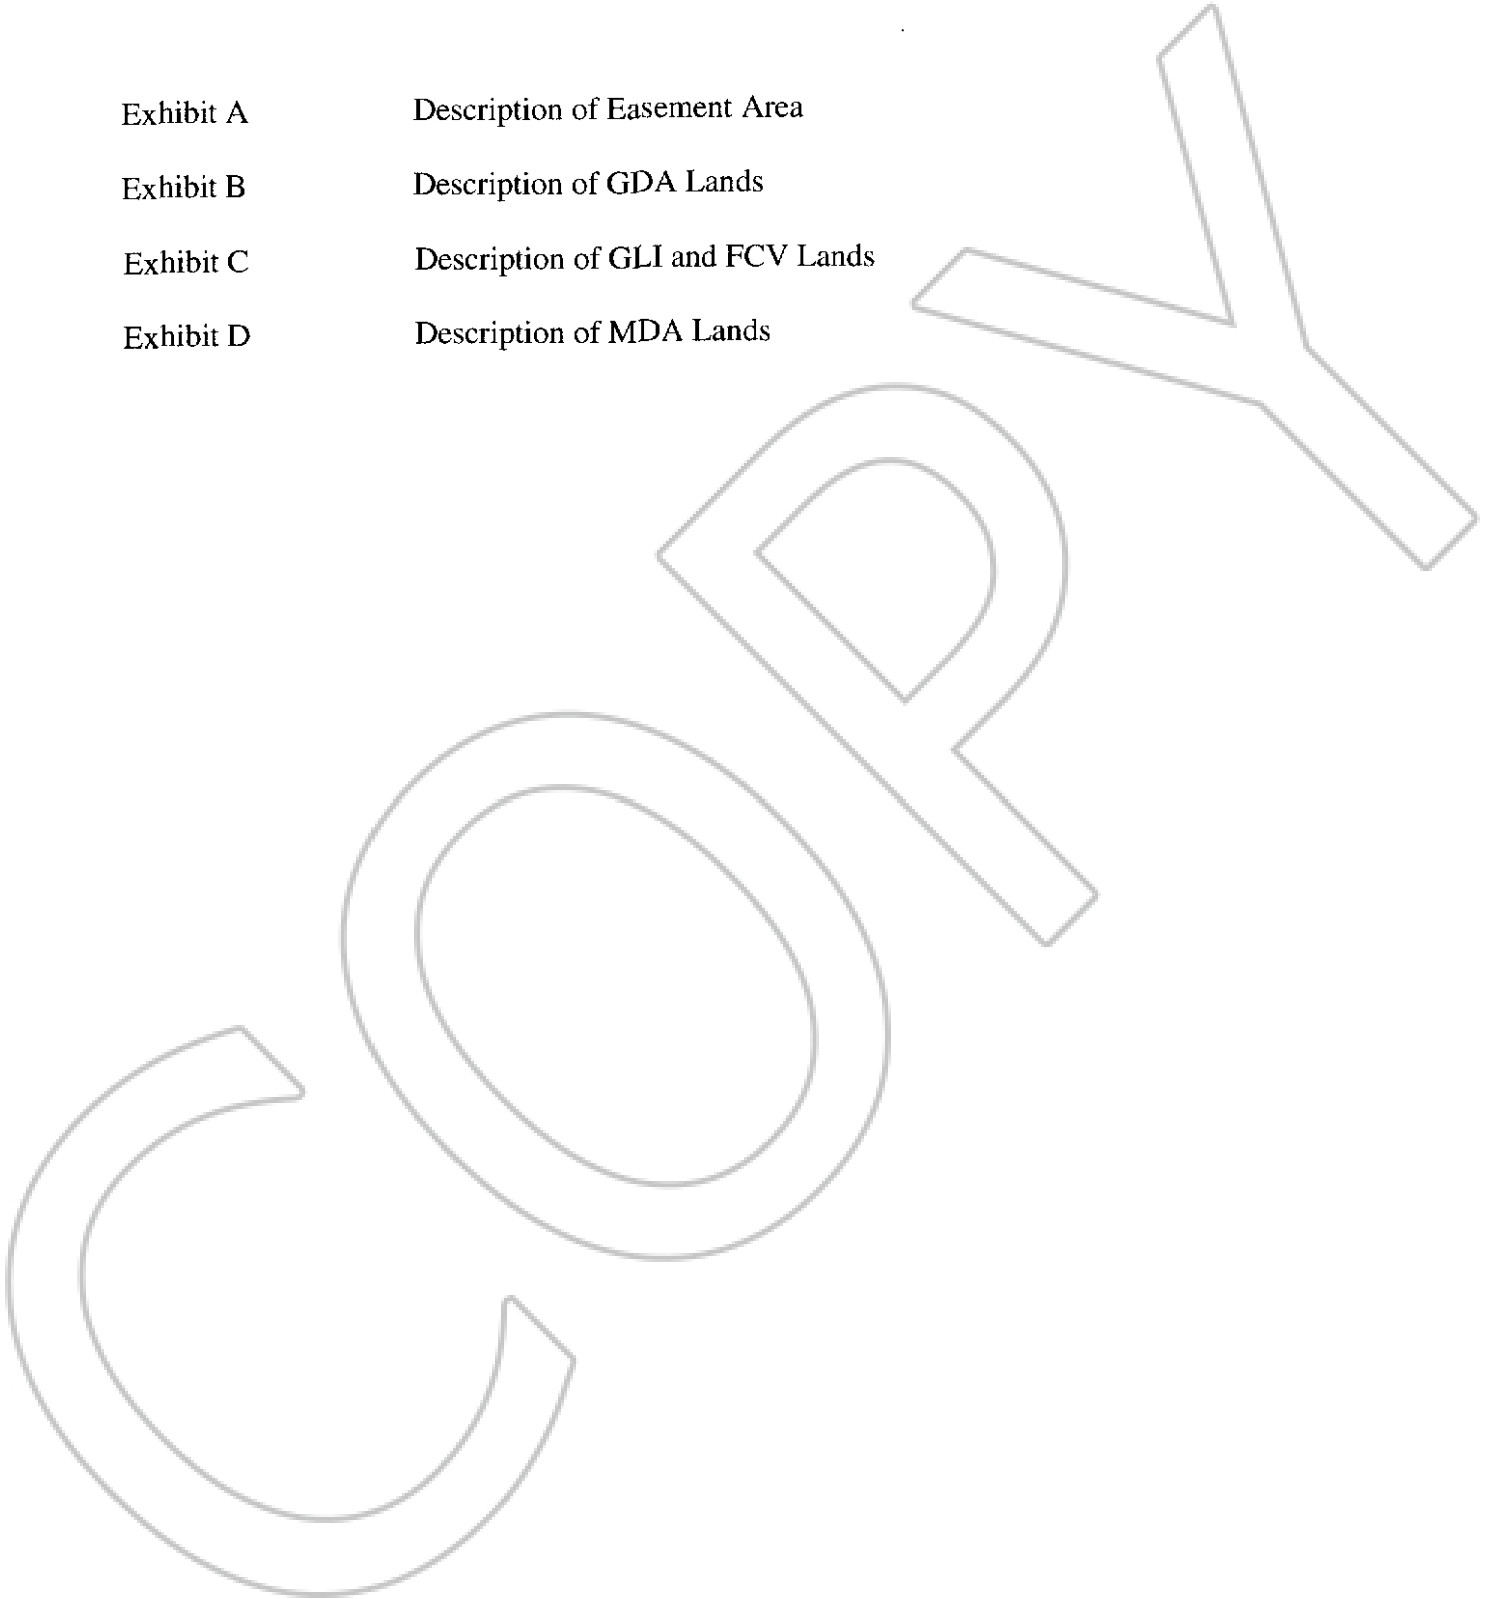 Exhibit A Description of Easement Area
Exhibit B Description of GDA Lands
Exhibit C Description of GLI and FCV Lands
Exhibit D Description of MDA Lands
COPY